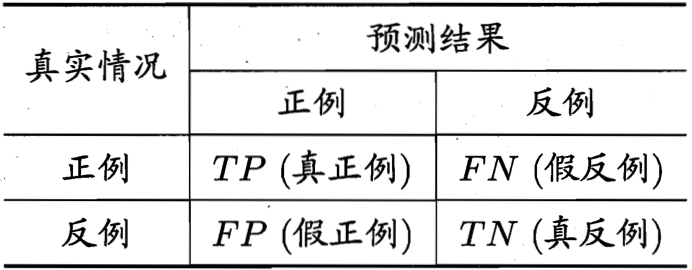 真实情况
预测结果
正例 反例
正例 TP (真正例) FN (假反例)
反例 FP (假正例) TN (真反例)